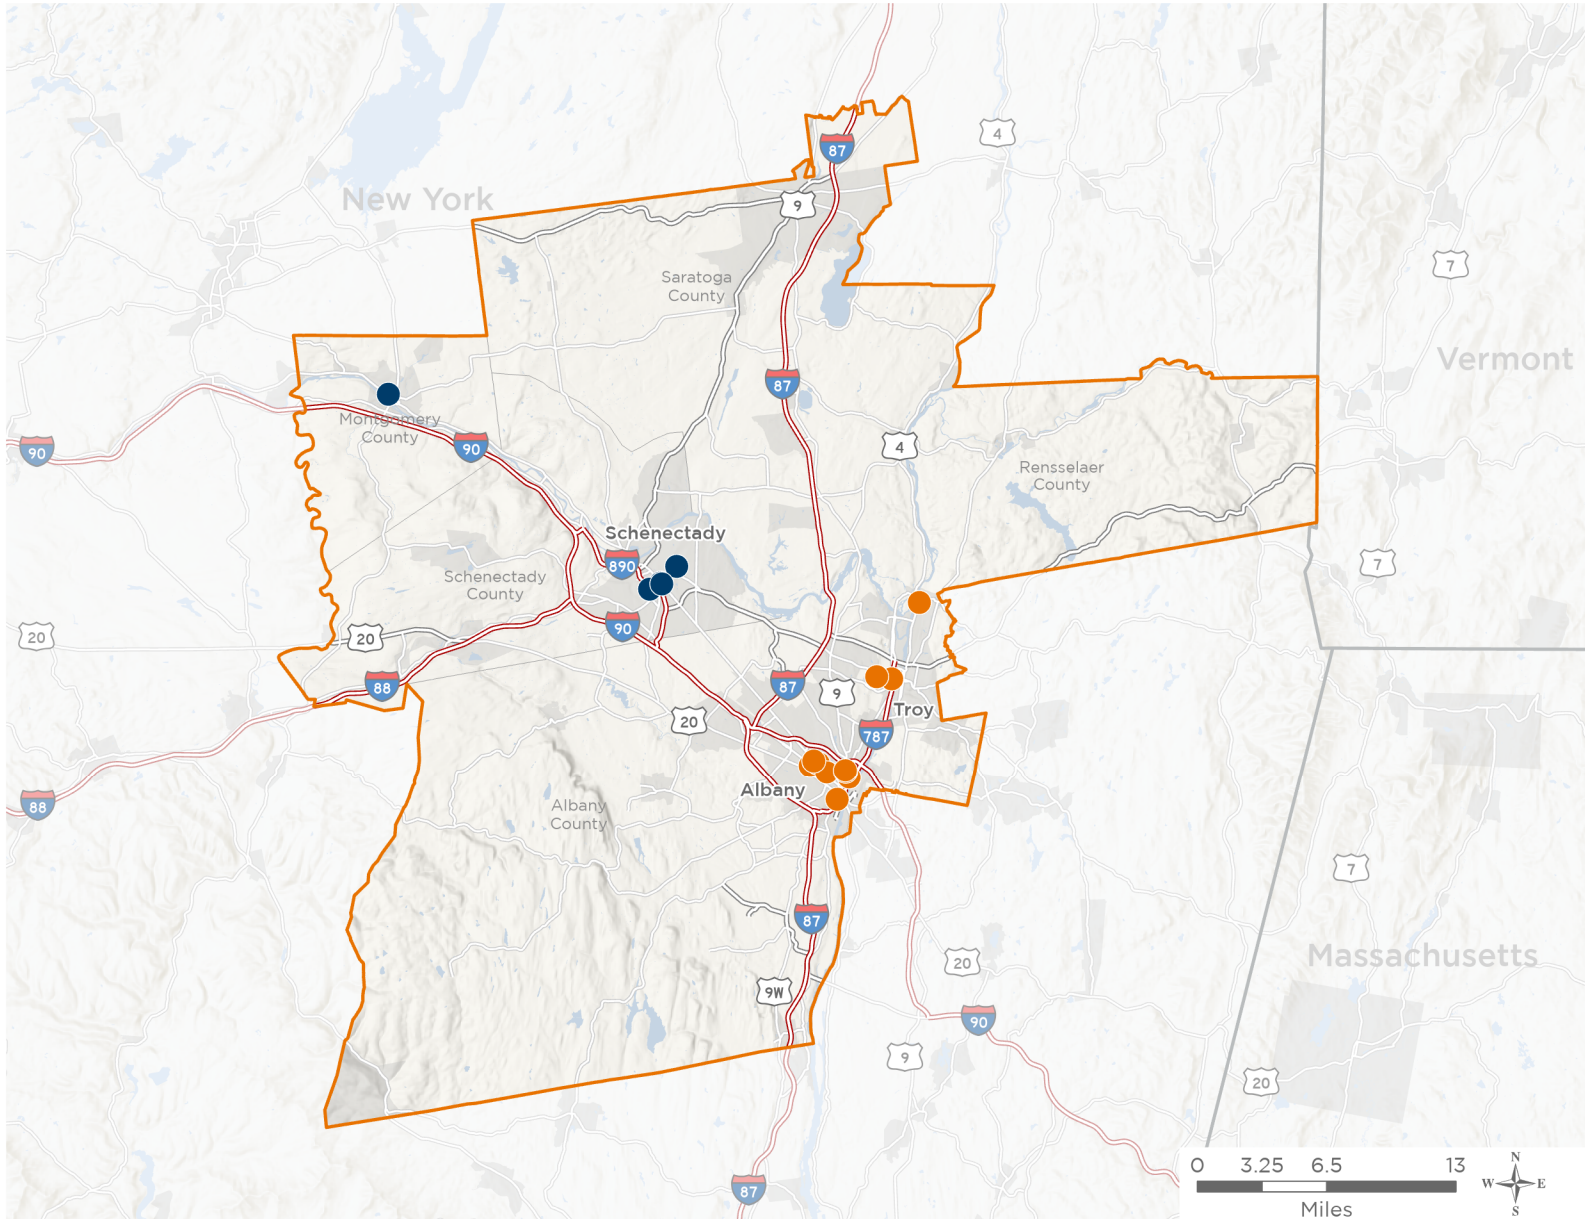 87
4
New York
9
7
Saratoga
County
Vermont
87
Montgomery
County
90
90
4
Rensselaer
County
Schenectady
890
7
Schenectady
County
90
20
20
88
87
9
20
Troy
787
Albany
88
Albany
County
7
87
20
Massachusetts
9W
90
9
20
87
0 3.25 6.5 13
Miles
N
W E
S